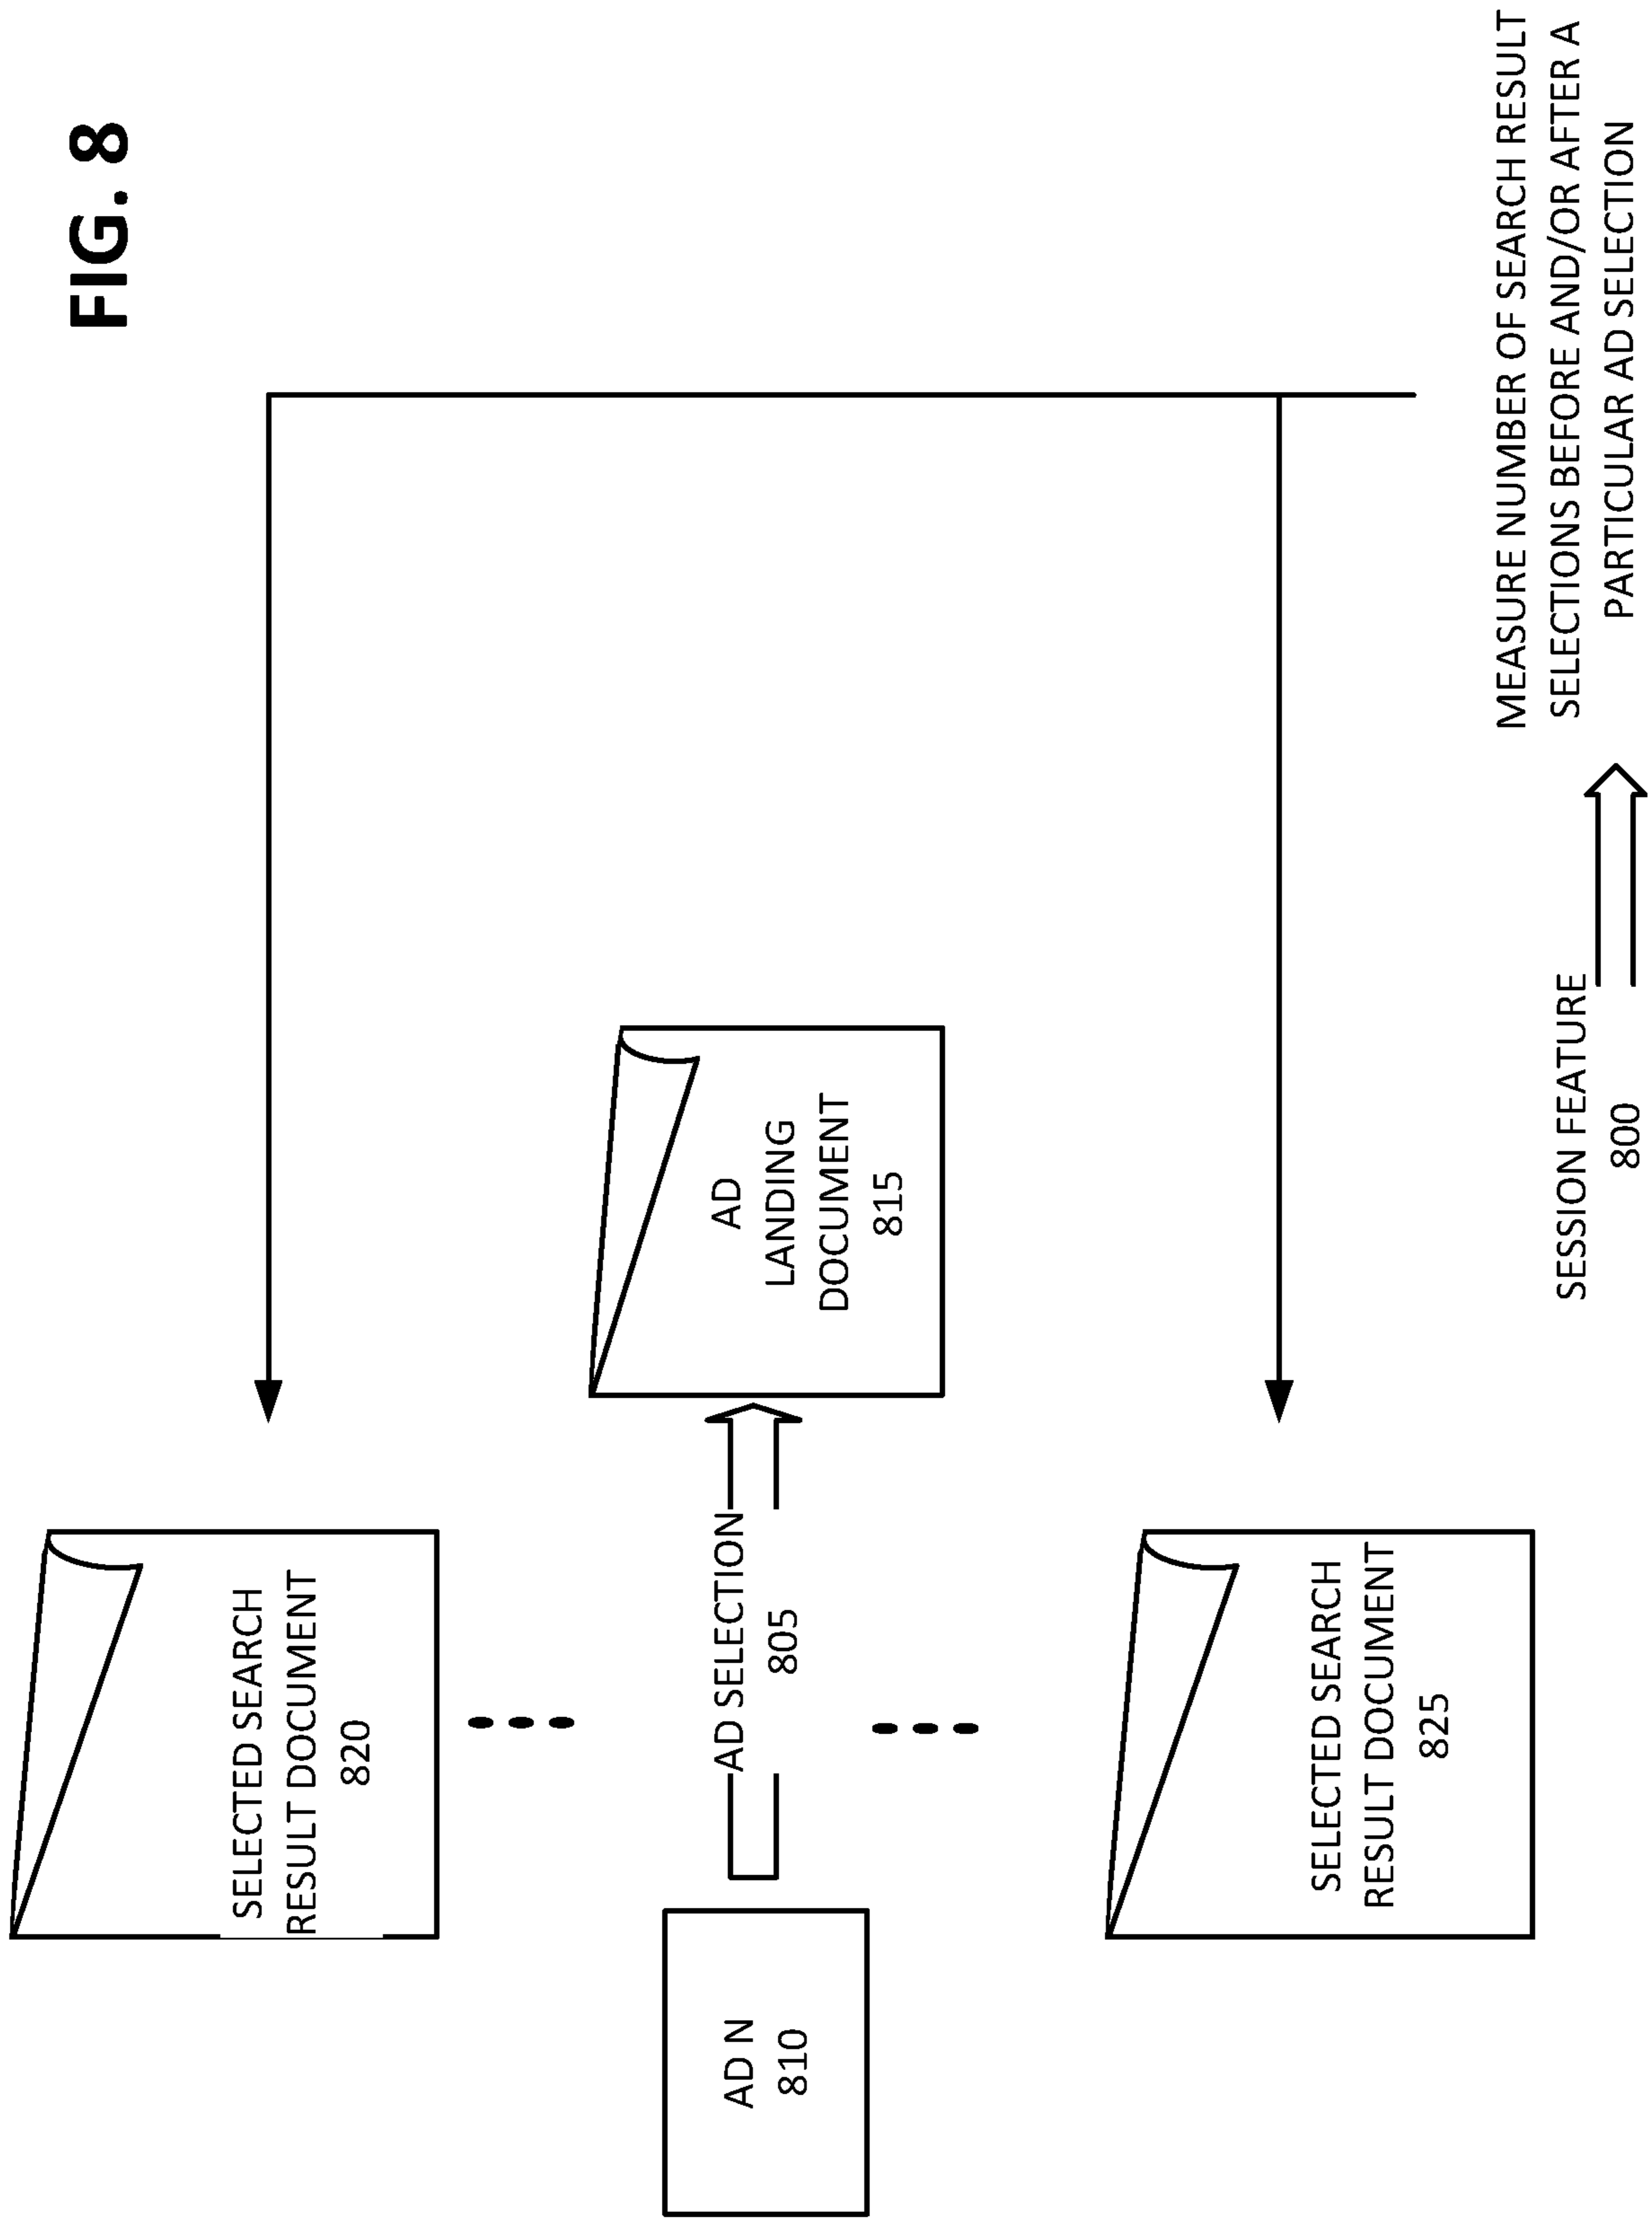 FIG. 8
SELECTED SEARCH
RESULT DOCUMENT
820
AD N
810
AD SELECTION
805
AD
LANDING
DOCUMENT
815
SELECTED SEARCH
RESULT DOCUMENT
825
SESSION FEATURE
800
MEASURE NUMBER OF SEARCH RESULT
SELECTIONS BEFORE AND/OR AFTER A
PARTICULAR AD SELECTION